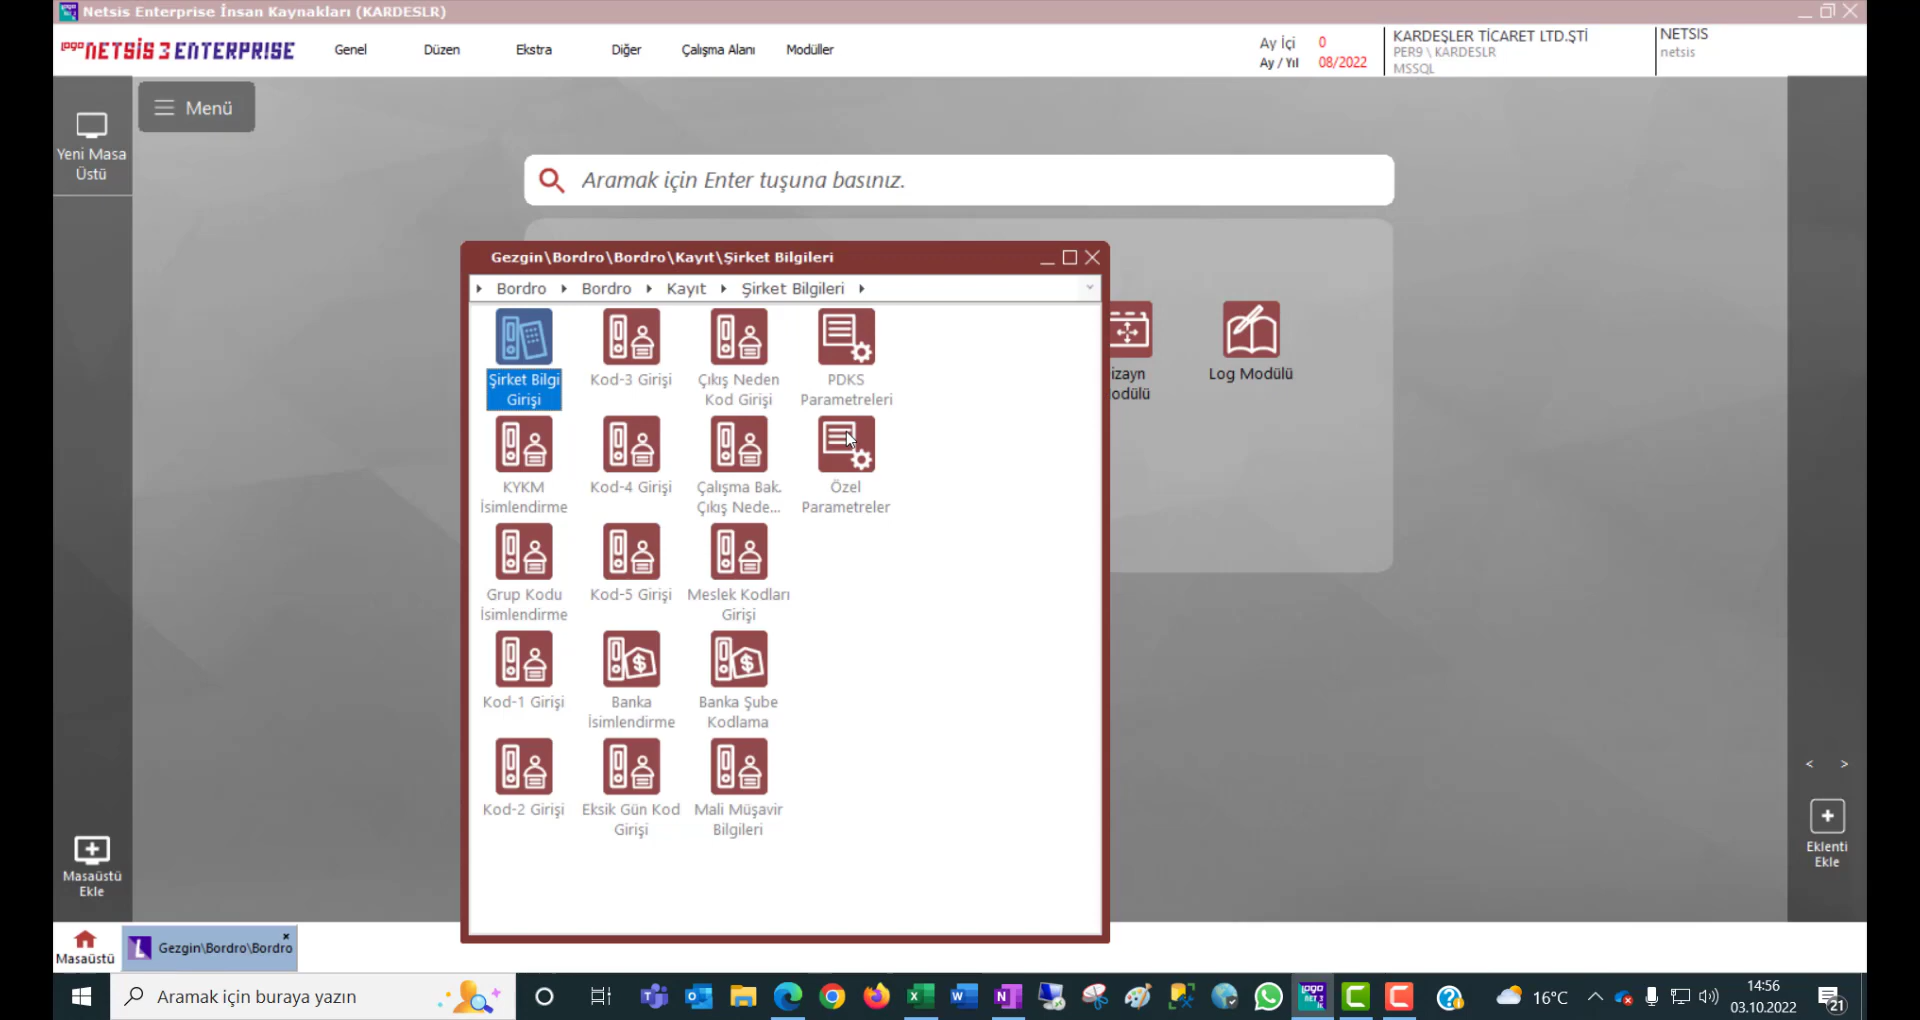 Netsis Enterprise İnsan Kaynakları (KARDESLR)
logo NETSİS 3 ENTERPRISE
Genel
Düzen
Ekstra
Diğer
Çalışma Alanı
Modüller
Ay İçi 0
Ay / Yıl 08/2022
KARDEŞLER TİCARET LTD.ŞTİ
PER9 \ KARDESLR
MSSQL
NETSIS
netsis
Menü
Yeni Masa
Üstü
Aramak için Enter tuşuna basınız.
Gezgin\Bordro\Bordro\Kayıt\Şirket Bilgileri
Bordro
Bordro
Kayıt
Şirket Bilgileri
Şirket Bilgi
Girişi
Kod-3 Girişi
Çıkış Neden
Kod Girişi
PDKS
Parametreleri
izayn
odülü
Log Modülü
KYKM
İsimlendirme
Kod-4 Girişi
Çalışma Bak.
Çıkış Nede...
Özel
Parametreler
Grup Kodu
İsimlendirme
Kod-5 Girişi
Meslek Kodları
Girişi
Kod-1 Girişi
Banka
İsimlendirme
Banka Şube
Kodlama
Kod-2 Girişi
Eksik Gün Kod
Girişi
Mali Müşavir
Bilgileri
< >
Eklenti
Ekle
Masaüstü
Ekle
Masaüstü
Gezgin\Bordro\Bordro
Aramak için buraya yazın
16°C
14:56
03.10.2022
21